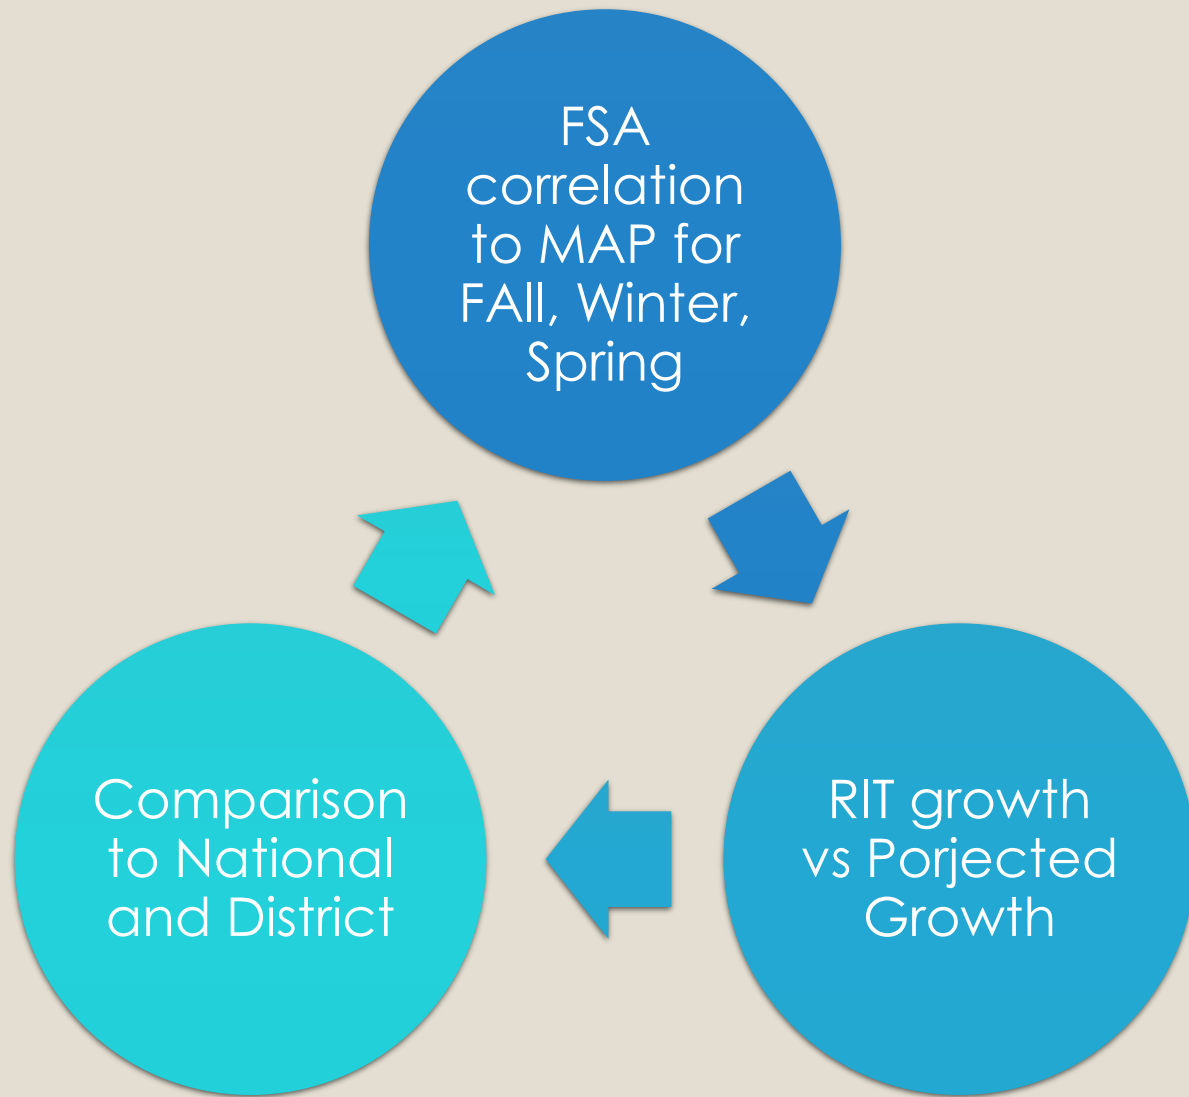 FSA
correlation
to MAP for
FAll, Winter,
Spring
RIT growth
vs Porjected
Growth
Comparison
to National
and District